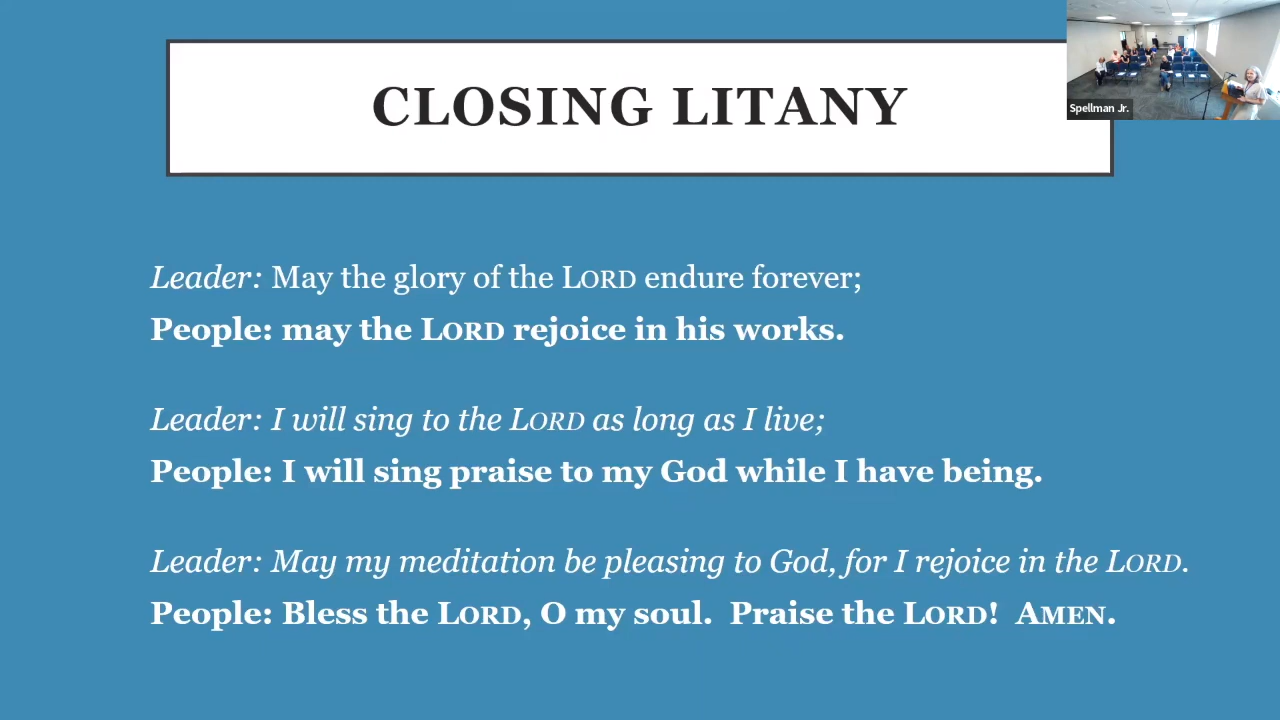 CLOSING LITANY
Spellman Jr.
Leader: May the glory of the LORD endure forever;
People: may the LORD rejoice in his works.
Leader: I will sing to the LORD as long as I live;
People: I will sing praise to my God while I have being.
Leader: May my meditation be pleasing to God, for I rejoice in the LORD.
People: Bless the LORD, O my soul.  Praise the LORD!  AMEN.